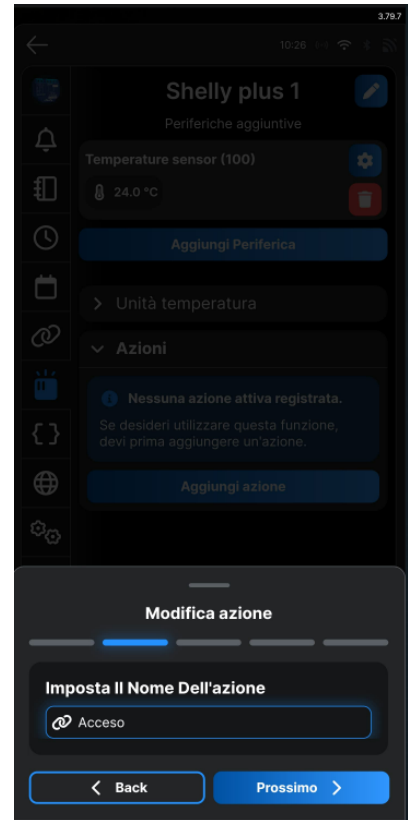 3.79.7
10:26
Shelly plus 1
Periferiche aggiuntive
Temperature sensor (100)
24.0 °C
Aggiungi Periferica
Unità temperatura
Azioni
Nessuna azione attiva registrata.
Se desideri utilizzare questa funzione,
devi prima aggiungere un'azione.
Aggiungi azione
Modifica azione
Imposta Il Nome Dell'azione
Acceso
Back
Prossimo